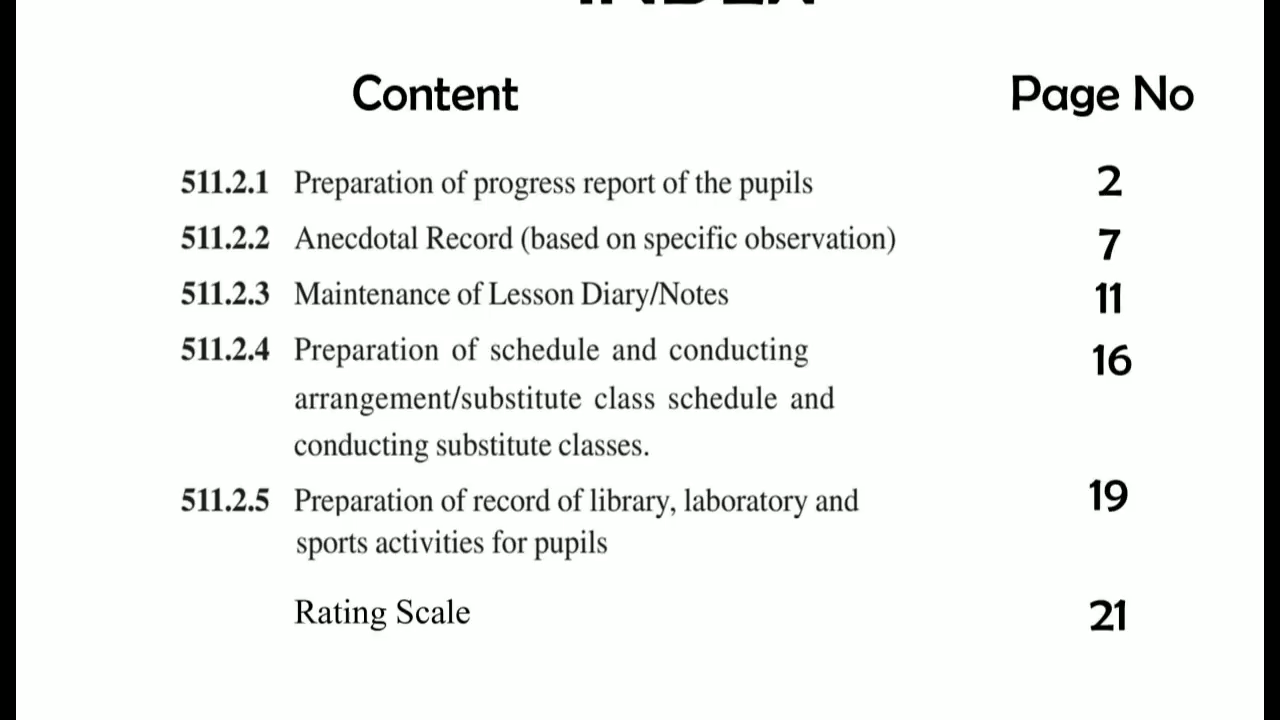 INDEX
Content Page No
511.2.1 Preparation of progress report of the pupils 2
511.2.2 Anecdotal Record (based on specific observation) 7
511.2.3 Maintenance of Lesson Diary/Notes 11
511.2.4 Preparation of schedule and conducting 16
arrangement/substitute class schedule and
conducting substitute classes.
511.2.5 Preparation of record of library, laboratory and 19
sports activities for pupils
Rating Scale 21